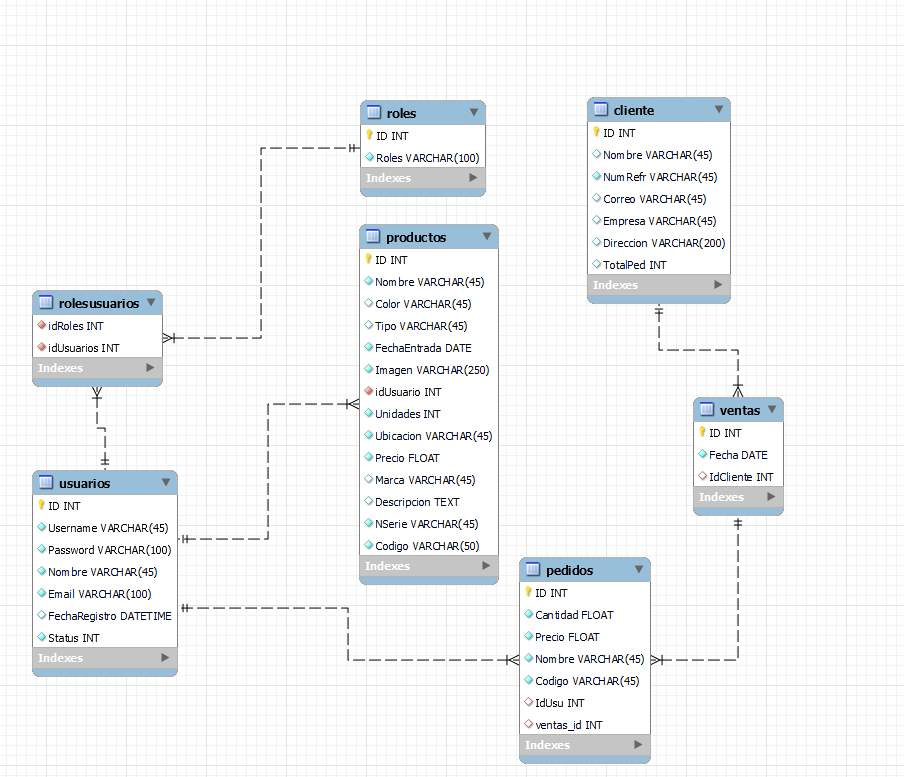 roles
ID INT
Roles VARCHAR(100)
Indexes
cliente
ID INT
Nombre VARCHAR(45)
NumRefr VARCHAR(45)
Correo VARCHAR(45)
Empresa VARCHAR(45)
Direccion VARCHAR(200)
TotalPed INT
Indexes
productos
ID INT
Nombre VARCHAR(45)
Color VARCHAR(45)
Tipo VARCHAR(45)
FechaEntrada DATE
Imagen VARCHAR(250)
idUsuario INT
Unidades INT
Ubicacion VARCHAR(45)
Precio FLOAT
Marca VARCHAR(45)
Descripcion TEXT
NSerie VARCHAR(45)
Codigo VARCHAR(50)
Indexes
rolesusuarios
idRoles INT
idUsuarios INT
Indexes
ventas
ID INT
Fecha DATE
IdCliente INT
Indexes
usuarios
ID INT
Username VARCHAR(45)
Password VARCHAR(100)
Nombre VARCHAR(45)
Email VARCHAR(100)
FechaRegistro DATETIME
Status INT
Indexes
pedidos
ID INT
Cantidad FLOAT
Precio FLOAT
Nombre VARCHAR(45)
Codigo VARCHAR(45)
IdUsu INT
ventas_id INT
Indexes